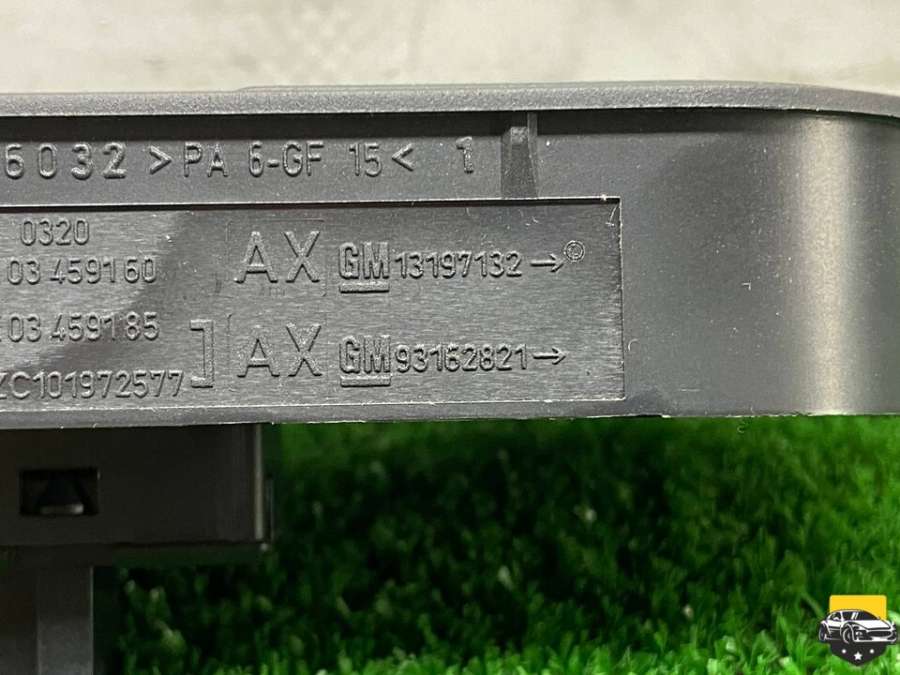 6032 >PA 6-GF 15< 1
0320
03 459160 AX GM 13197132→
03 459185 ] AX GM 93162821→
ZC101972577